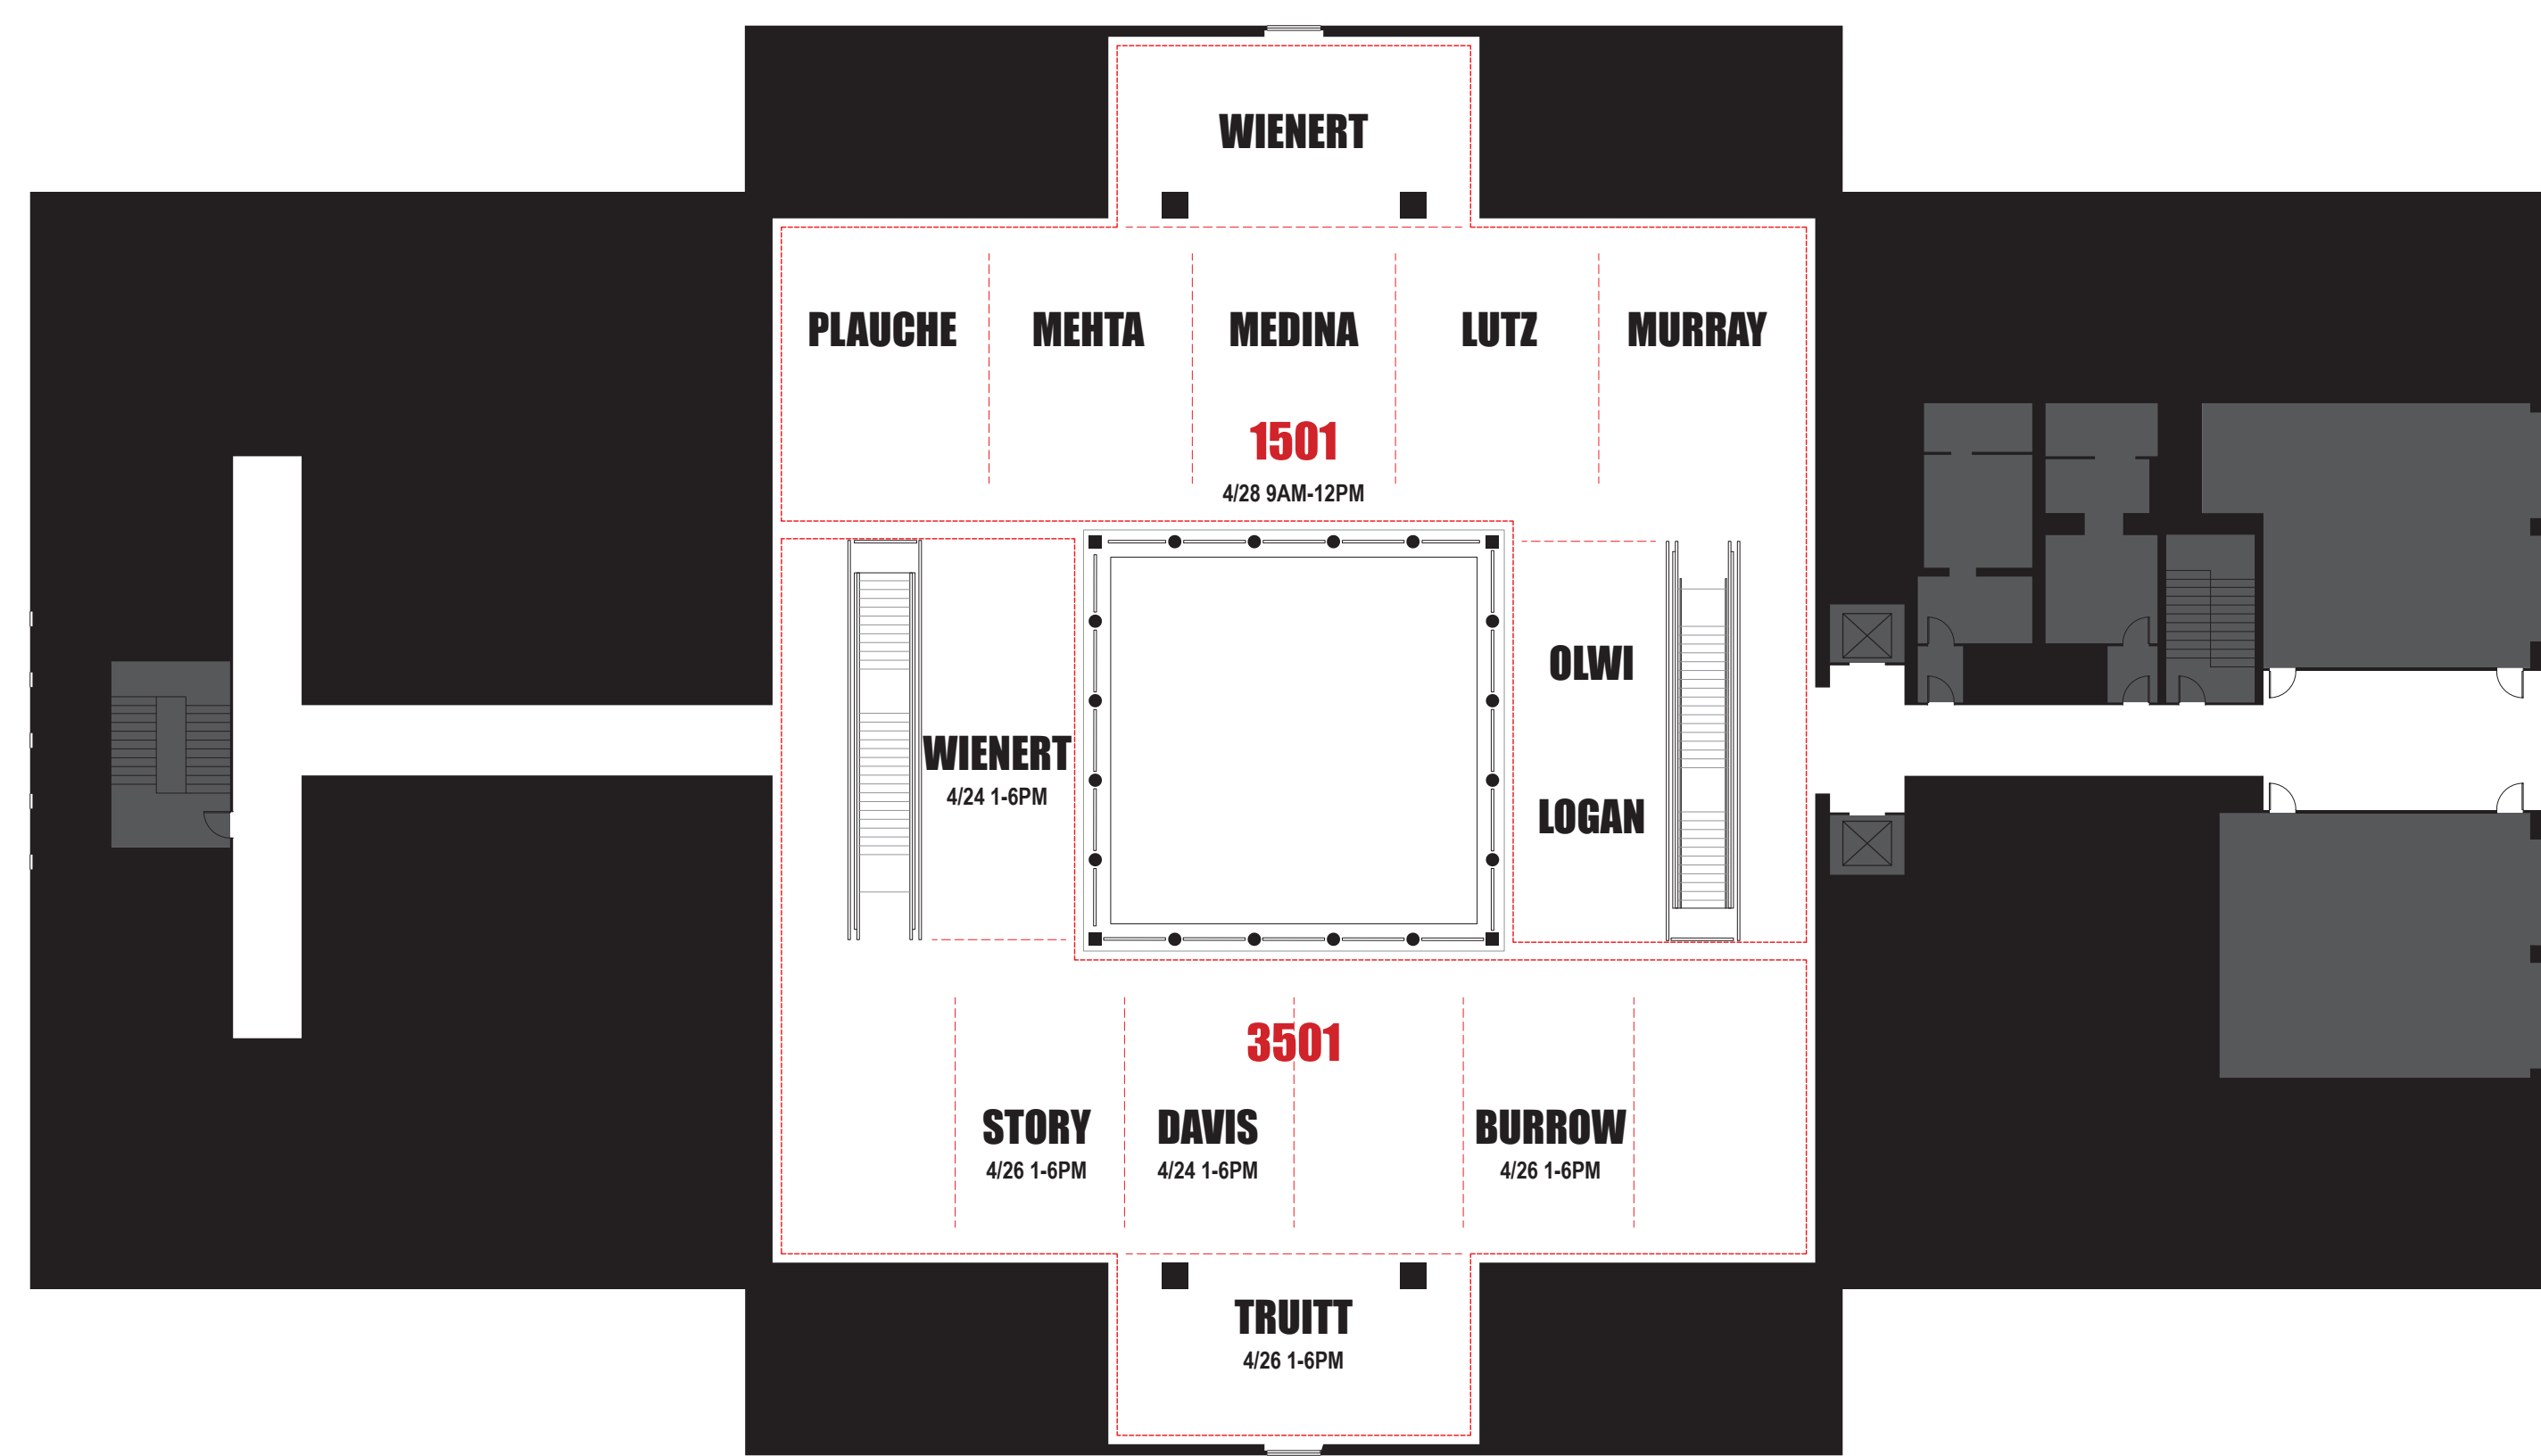 WIENERT
PLAUCHE MEHTA MEDINA LUTZ MURRAY
1501
4/28 9AM-12PM
OLWI
WIENERT
4/24 1-6PM
LOGAN
3501
STORY DAVIS BURROW
4/26 1-6PM 4/24 1-6PM 4/26 1-6PM
TRUITT
4/26 1-6PM